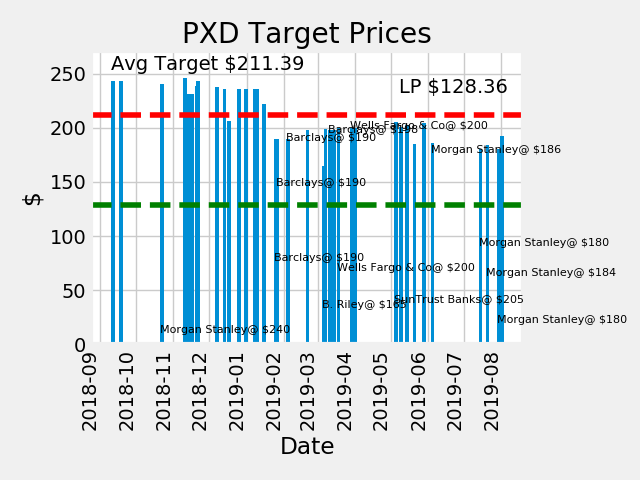 PXD Target Prices
Avg Target $211.39
LP $128.36
$
250
200
150
100
50
0
Wells Fargo & Co@ $200
Barclays@ $198
Barclays@ $190
Morgan Stanley@ $186
Barclays@ $190
Morgan Stanley@ $180
Barclays@ $190
Wells Fargo & Co@ $200
Morgan Stanley@ $184
SunTrust Banks@ $205
B. Riley@ $165
Morgan Stanley@ $180
Morgan Stanley@ $240
2018-09
2018-10
2018-11
2018-12
2019-01
2019-02
2019-03
2019-04
2019-05
2019-06
2019-07
2019-08
Date